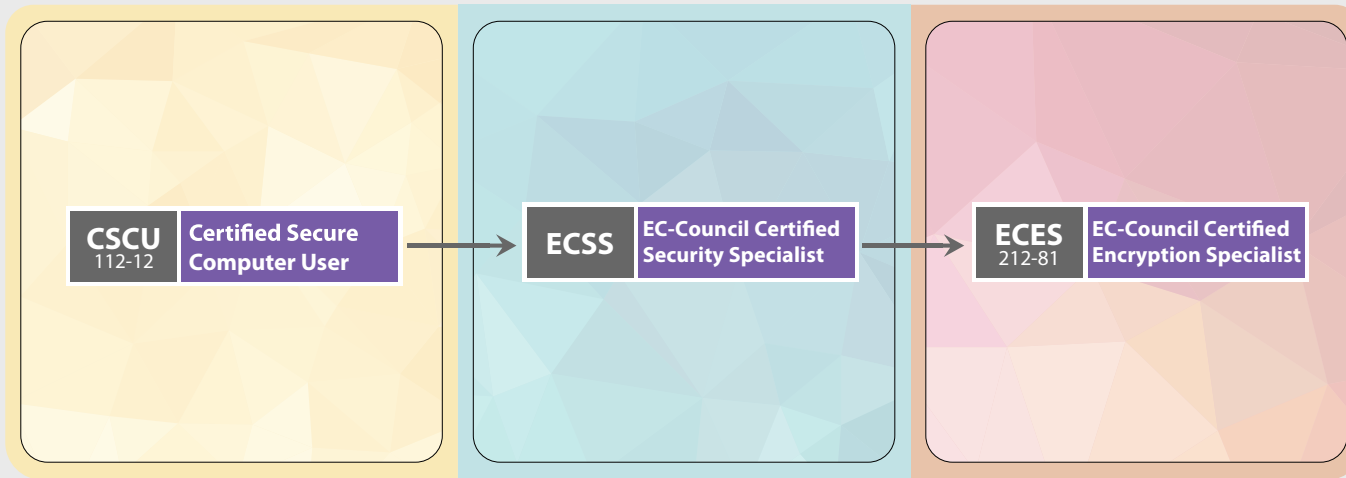 CSCU
112-12
Certified Secure
Computer User
ECSS
EC-Council Certified
Security Specialist
ECES
212-81
EC-Council Certified
Encryption Specialist